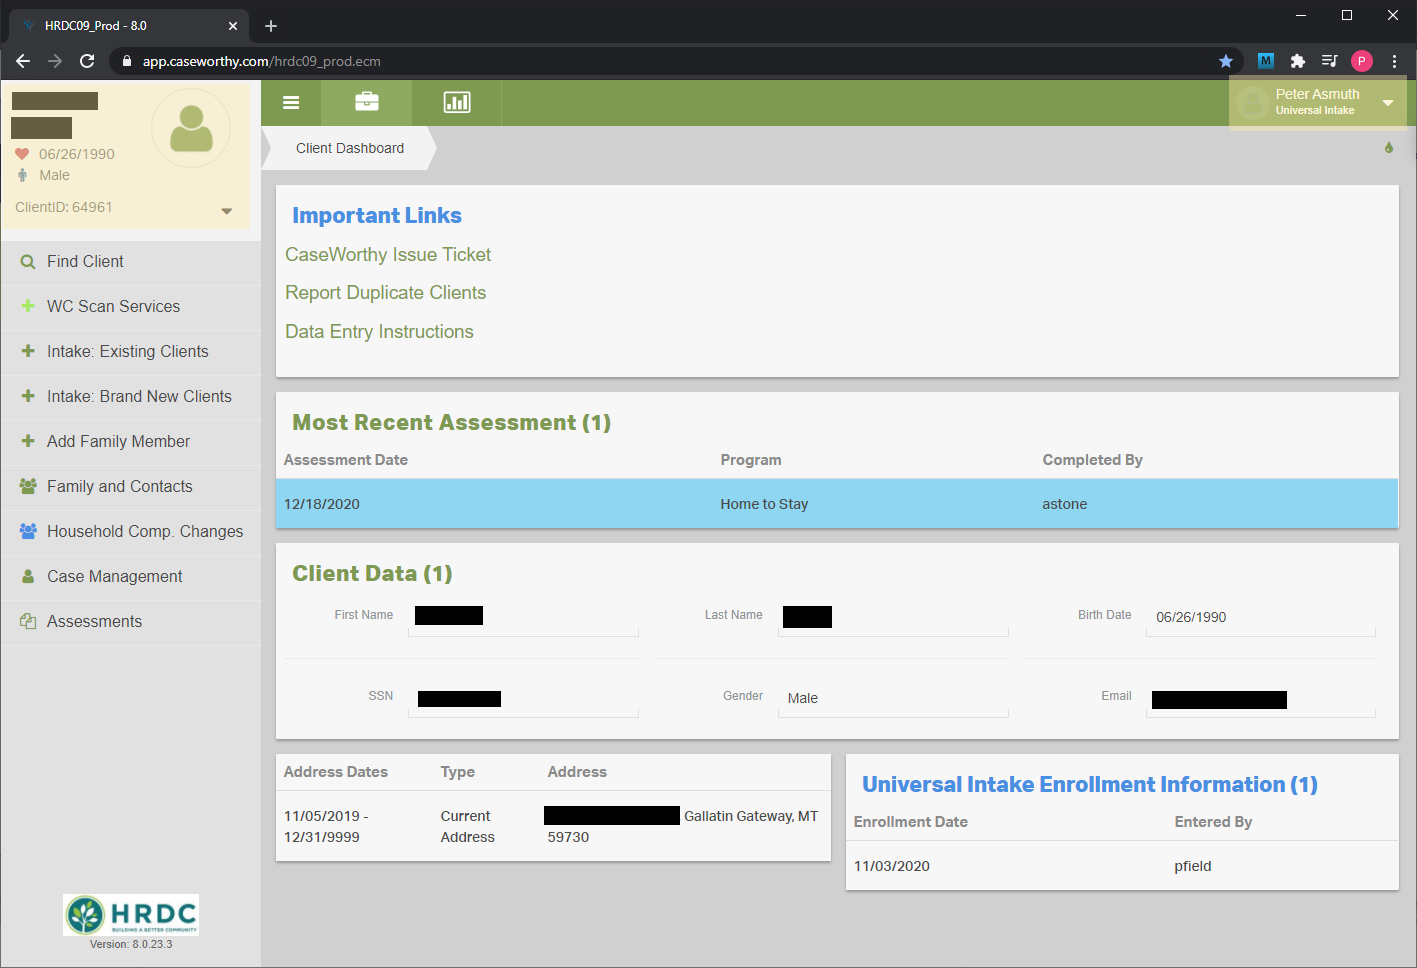 HRDC09_Prod - 8.0
app.caseworthy.com/hrdc09_prod.ecm
M
P
06/26/1990
Male
ClientID: 64961
Peter Asmuth
Universal Intake
Client Dashboard
Find Client
WC Scan Services
Intake: Existing Clients
Intake: Brand New Clients
Add Family Member
Family and Contacts
Household Comp. Changes
Case Management
Assessments
HRDC
BUILDING A BETTER COMMUNITY
Version: 8.0.23.3
Important Links
CaseWorthy Issue Ticket
Report Duplicate Clients
Data Entry Instructions
Most Recent Assessment (1)
Assessment Date Program Completed By
12/18/2020 Home to Stay astone
Client Data (1)
First Name Last Name Birth Date 06/26/1990
SSN Gender Male Email
Address Dates Type Address
11/05/2019 - Current Gallatin Gateway, MT
12/31/9999 Address 59730
Universal Intake Enrollment Information (1)
Enrollment Date Entered By
11/03/2020 pfield